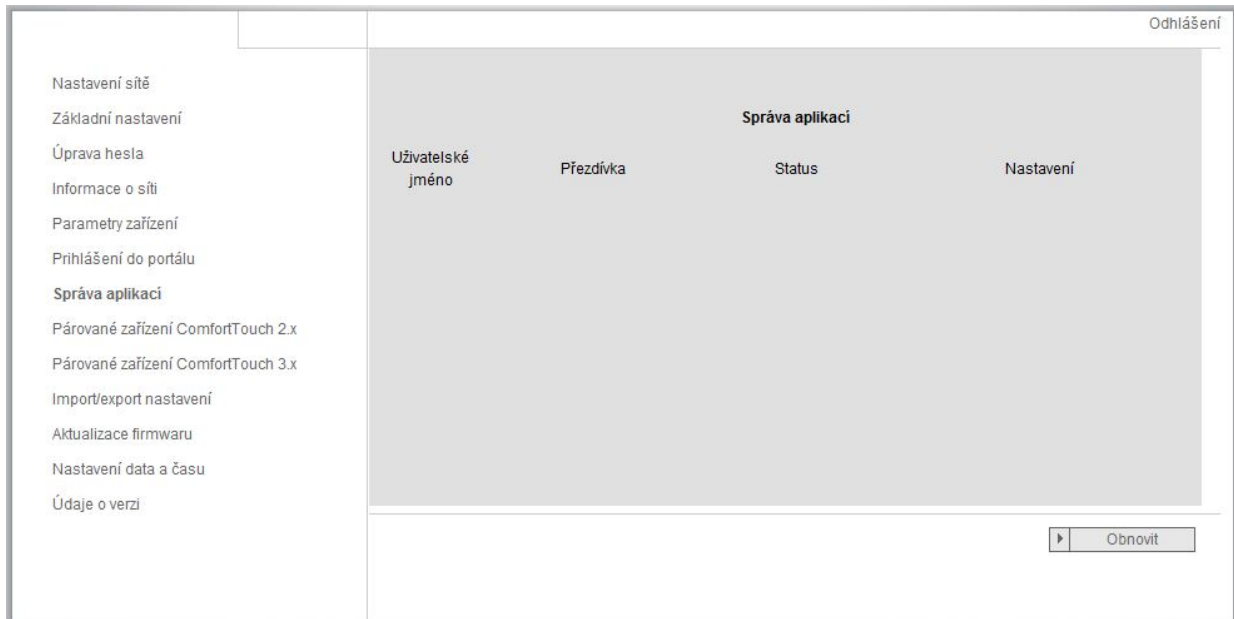 Odhlášení
Nastavení sítě
Základní nastavení
Úprava hesla
Informace o síti
Parametry zařízení
Prihlášení do portálu
Správa aplikací
Párované zařízení ComfortTouch 2.x
Párované zařízení ComfortTouch 3.x
Import/export nastavení
Aktualizace firmwaru
Nastavení data a času
Údaje o verzi
Správa aplikací
Uživatelské
jméno
Přezdívka
Status
Nastavení
Obnovit